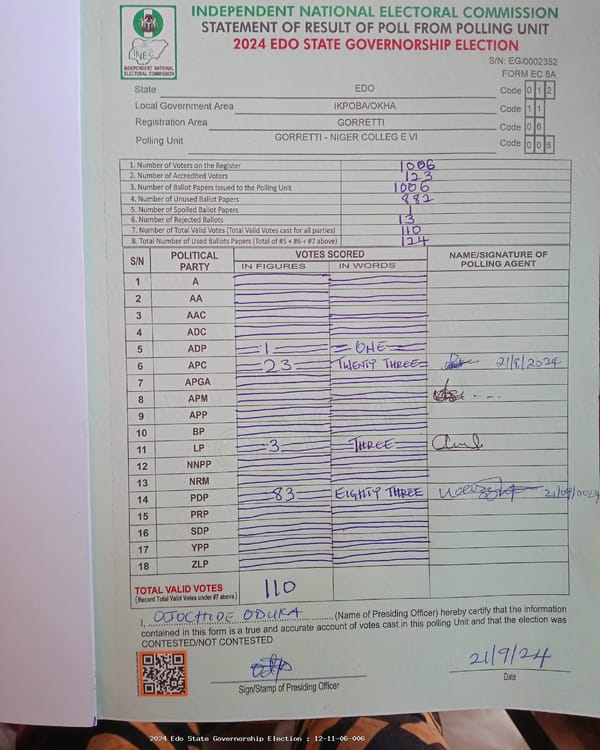 INDEPENDENT NATIONAL ELECTORAL COMMISSION
STATEMENT OF RESULT OF POLL FROM POLLING UNIT
2024 EDO STATE GOVERNORSHIP ELECTION
INEC
INDEPENDENT NATIONAL
ELECTORAL COMMISSION
S/N: EG/0002352
FORM EC 8A
State EDO Code 0 1 2
Local Government Area IKPOBA/OKHA Code 1 1
Registration Area GORRETTI Code 0 6
Polling Unit GORRETTI - NIGER COLLEG E VI Code 0 0 6
1. Number of Voters on the Register 1006
2. Number of Accredited Voters 123
3. Number of Ballot Papers Issued to the Polling Unit 1006
4. Number of Unused Ballot Papers 882
5. Number of Spoiled Ballot Papers 1
6. Number of Rejected Ballots 13
7. Number of Total Valid Votes (Total Valid Votes cast for all parties) 110
8. Total Number of Used Ballots Papers (Total of #5 + #6 + #7 above) 124
S/N POLITICAL PARTY VOTES SCORED NAME/SIGNATURE OF POLLING AGENT
IN FIGURES IN WORDS
1 A
2 AA
3 AAC
4 ADC
5 ADP 1 ONE
6 APC 23 TWENTY THREE 21/9/2024
7 APGA
8 APM
9 APP
10 BP
11 LP 3 THREE
12 NNPP
13 NRM
14 PDP 83 EIGHTY THREE
15 PRP
16 SDP
17 YPP
18 ZLP
TOTAL VALID VOTES 110
(Record Total Valid Votes under #7 above)
I, OJOCHIDE ODUKA (Name of Presiding Officer) hereby certify that the information
contained in this form is a true and accurate account of votes cast in this polling Unit and that the election was
CONTESTED/NOT CONTESTED
21/9/24
Sign/Stamp of Presiding Officer Date
2024 Edo State Governorship Election : 12-11-06-006